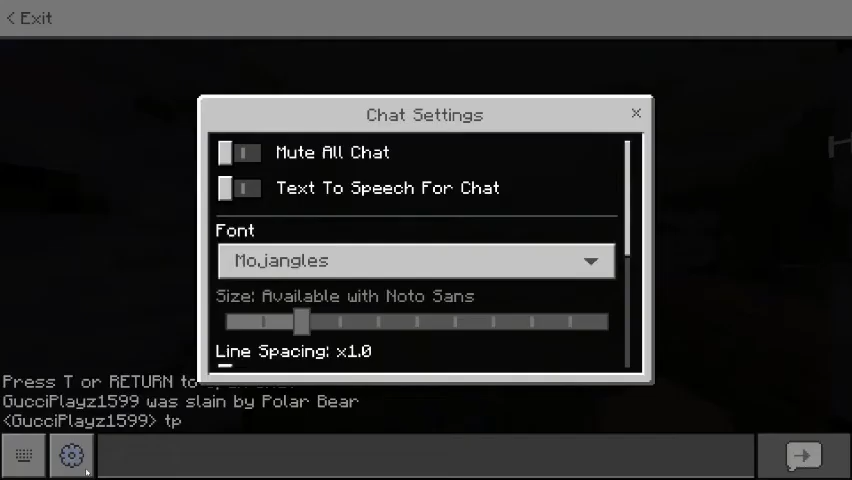 < Exit
Chat Settings
Mute All Chat
Text To Speech For Chat
Font
Mojangles
Size: Available with Noto Sans
Line Spacing: x1.0
Press T or RETURN to
GucciPlayz1599 was slain by Polar Bear
<GucciPlayz1599> tp